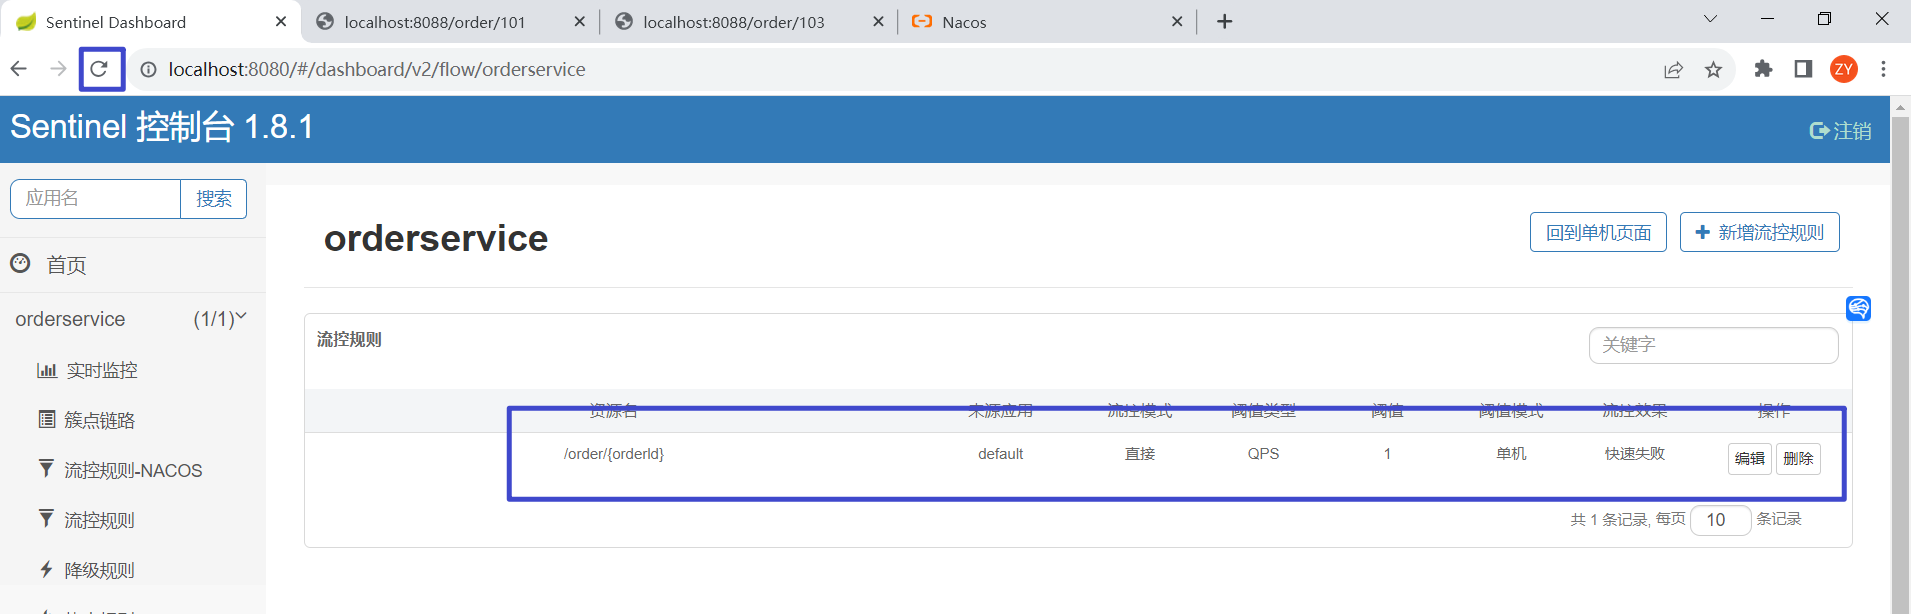 Sentinel Dashboard
localhost:8088/order/101
localhost:8088/order/103
Nacos
localhost:8080/#/dashboard/v2/flow/orderservice
ZY
Sentinel 控制台 1.8.1
注销
应用名
搜索
首页
orderservice (1/1)
实时监控
簇点链路
流控规则-NACOS
流控规则
降级规则
orderservice
回到单机页面
新增流控规则
流控规则
关键字
资源名 来源应用 流控模式 阈值类型 阈值 阈值模式 流控效果 操作
/order/{orderId} default 直接 QPS 1 单机 快速失败 编辑 删除
共 1 条记录, 每页 10 条记录